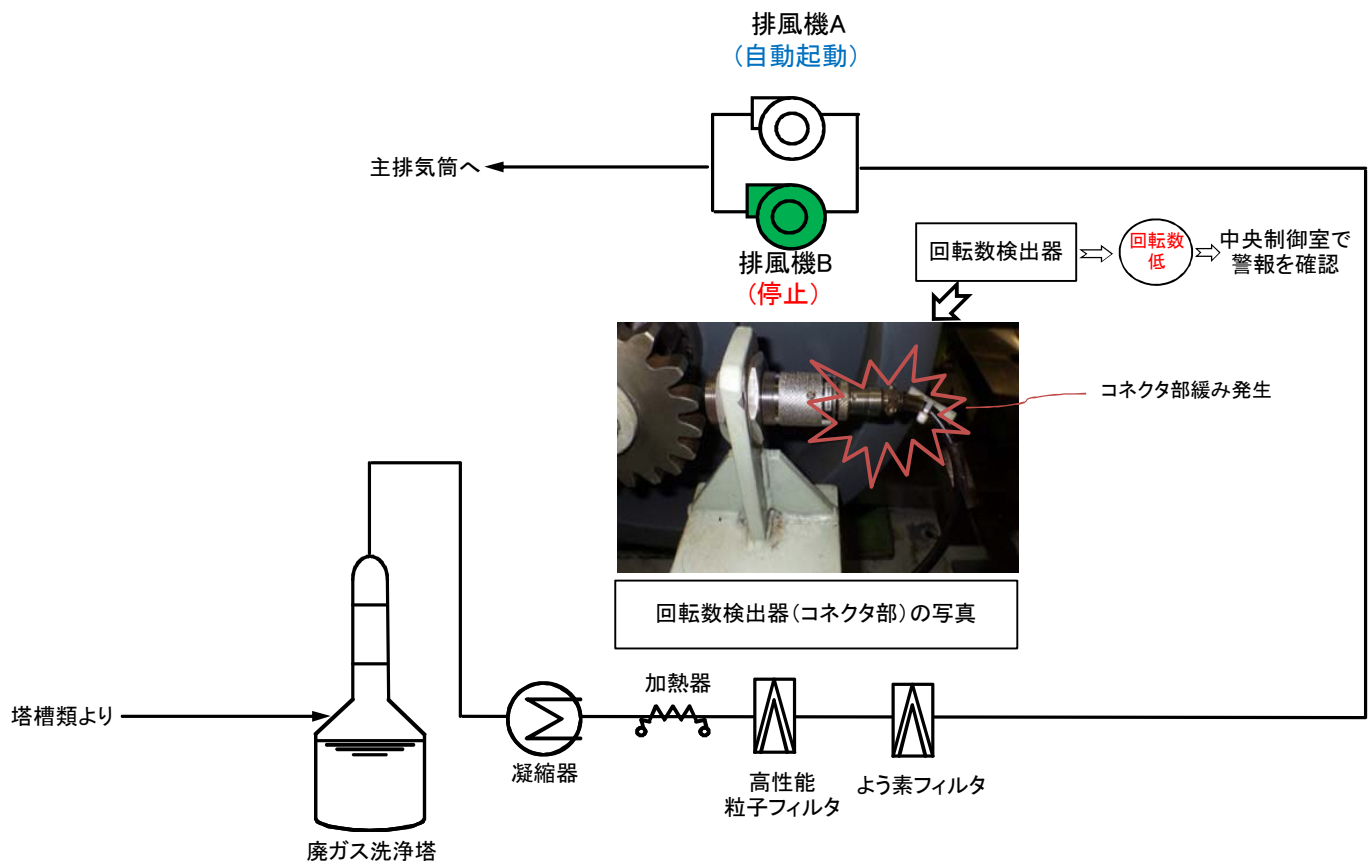 排風機A
(自動起動)
主排気筒へ
排風機B
(停止)
回転数検出器
回転数
低
中央制御室で
警報を確認
コネクタ部緩み発生
回転数検出器(コネクタ部)の写真
塔槽類より
廃ガス洗浄塔
凝縮器
加熱器
高性能
粒子フィルタ
よう素フィルタ